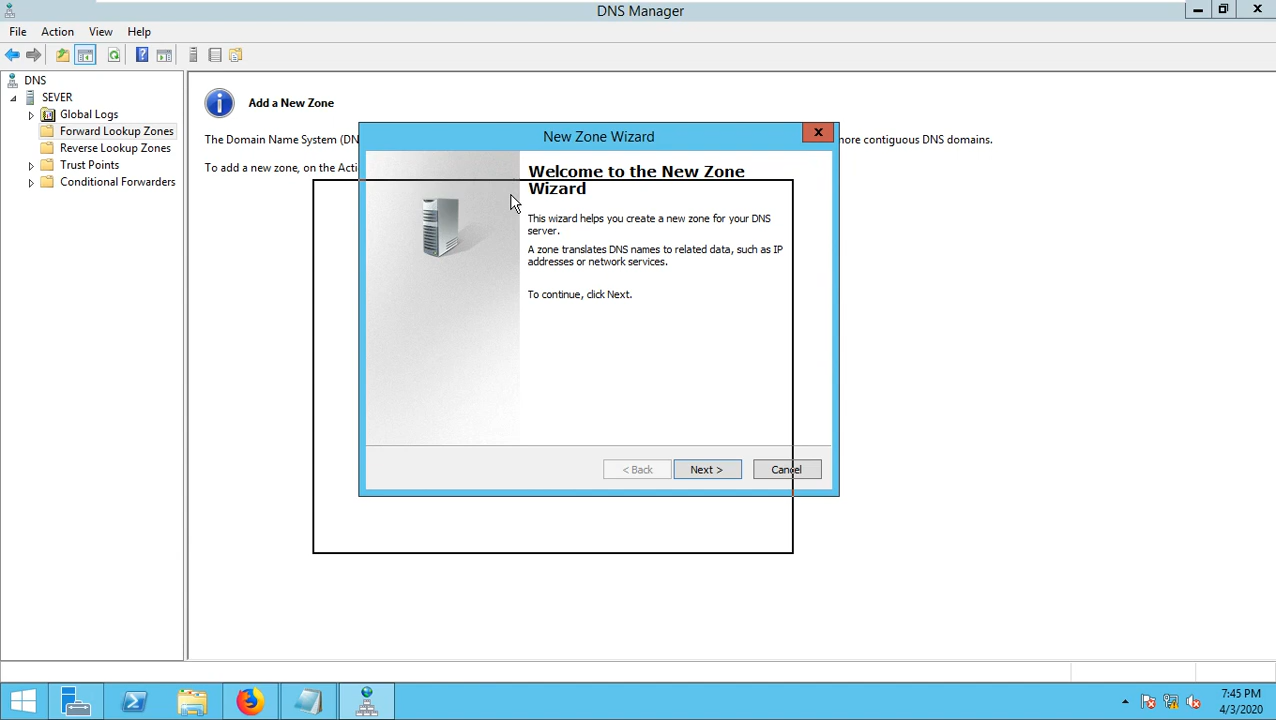 DNS Manager
File Action View Help
DNS
SEVER
Global Logs
Forward Lookup Zones
Reverse Lookup Zones
Trust Points
Conditional Forwarders
Add a New Zone
The Domain Name System (DN
more contiguous DNS domains.
To add a new zone, on the Acti
New Zone Wizard
Welcome to the New Zone
Wizard
This wizard helps you create a new zone for your DNS
server.
A zone translates DNS names to related data, such as IP
addresses or network services.
To continue, click Next.
< Back Next > Cancel
7:45 PM
4/3/2020